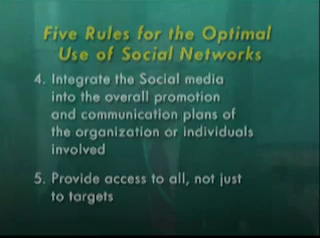 Five Rules for the Optimal
Use of Social Networks
4. Integrate the Social media
into the overall promotion
and communication plans of
the organization or individuals
involved
5. Provide access to all, not just
to targets